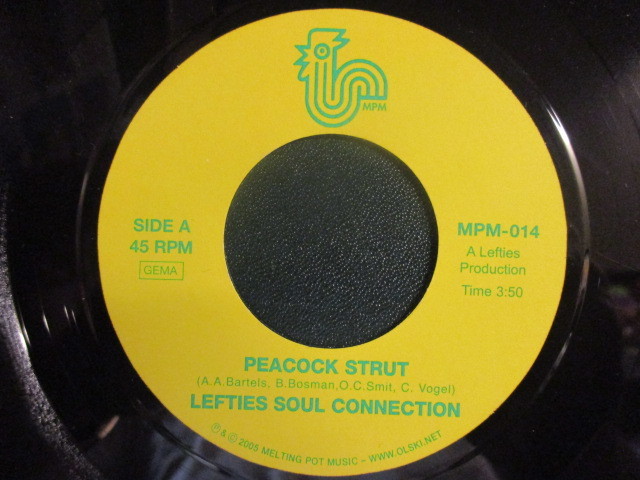 MPM
SIDE A
45 RPM
GEMA
MPM-014
A Lefties
Production
Time 3:50
PEACOCK STRUT
(A.A.Bartels, B.Bosman,O.C.Smit, C. Vogel)
LEFTIES SOUL CONNECTION
℗ & © 2005 MELTING POT MUSIC – WWW.OLSKI.NET